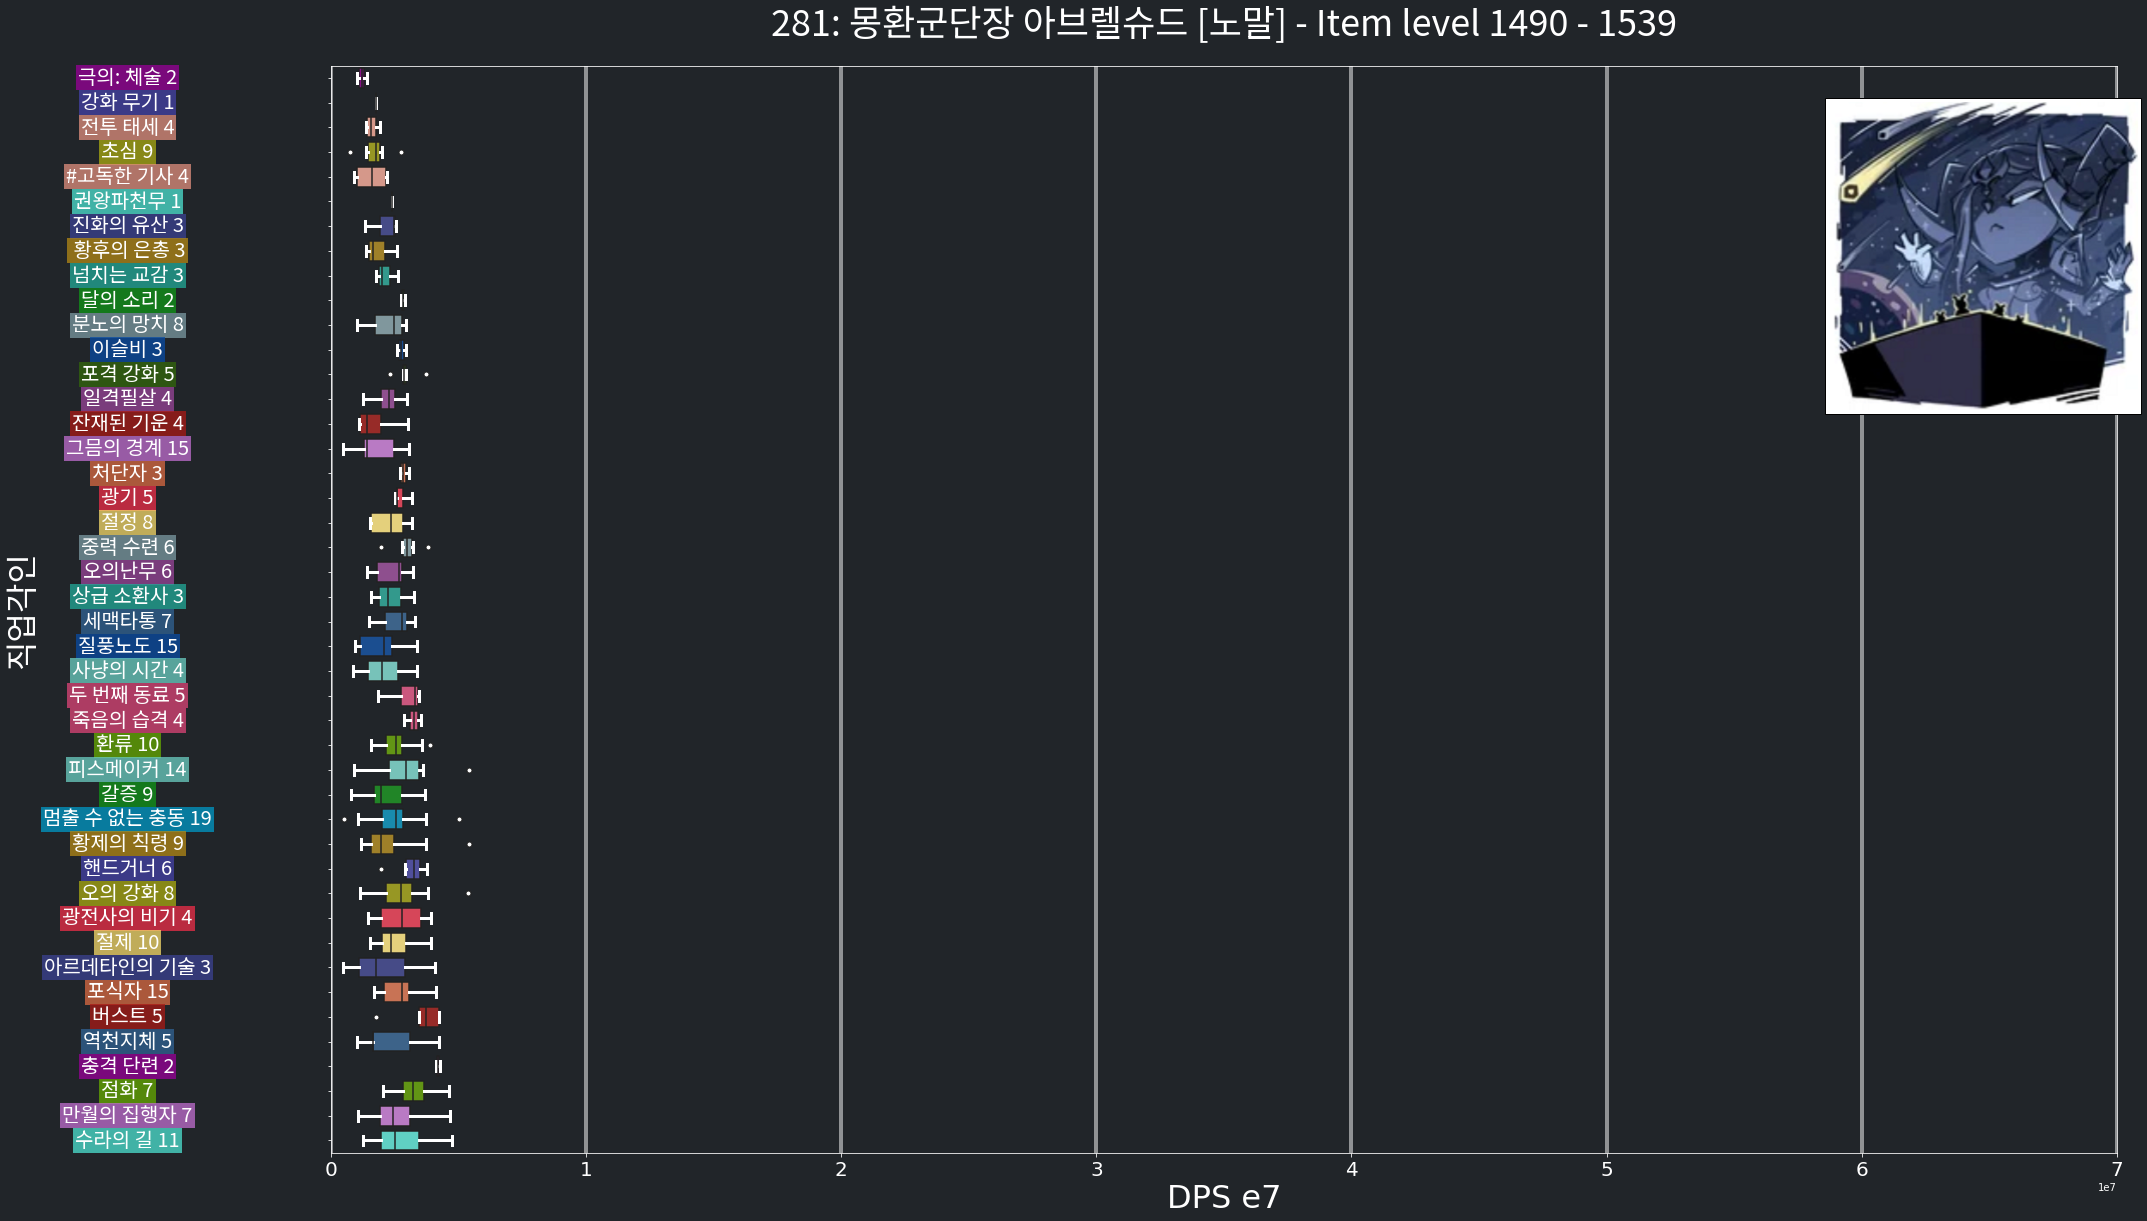 281: 몽환군단장 아브렐슈드 [노말] - Item level 1490 - 1539
극의: 체술 2
강화 무기 1
전투 태세 4
초심 9
#고독한 기사 4
권왕파천무 1
진화의 유산 3
황후의 은총 3
넘치는 교감 3
달의 소리 2
분노의 망치 8
이슬비 3
포격 강화 5
일격필살 4
잔재된 기운 4
그믐의 경계 15
처단자 3
광기 5
절정 8
중력 수련 6
오의난무 6
상급 소환사 3
세맥타통 7
질풍노도 15
사냥의 시간 4
두 번째 동료 5
죽음의 습격 4
환류 10
피스메이커 14
갈증 9
멈출 수 없는 충동 19
황제의 칙령 9
핸드거너 6
오의 강화 8
광전사의 비기 4
절제 10
아르데타인의 기술 3
포식자 15
버스트 5
역천지체 5
충격 단련 2
점화 7
만월의 집행자 7
수라의 길 11
직업각인
0 1 2 3 4 5 6 7
1e7
DPS e7